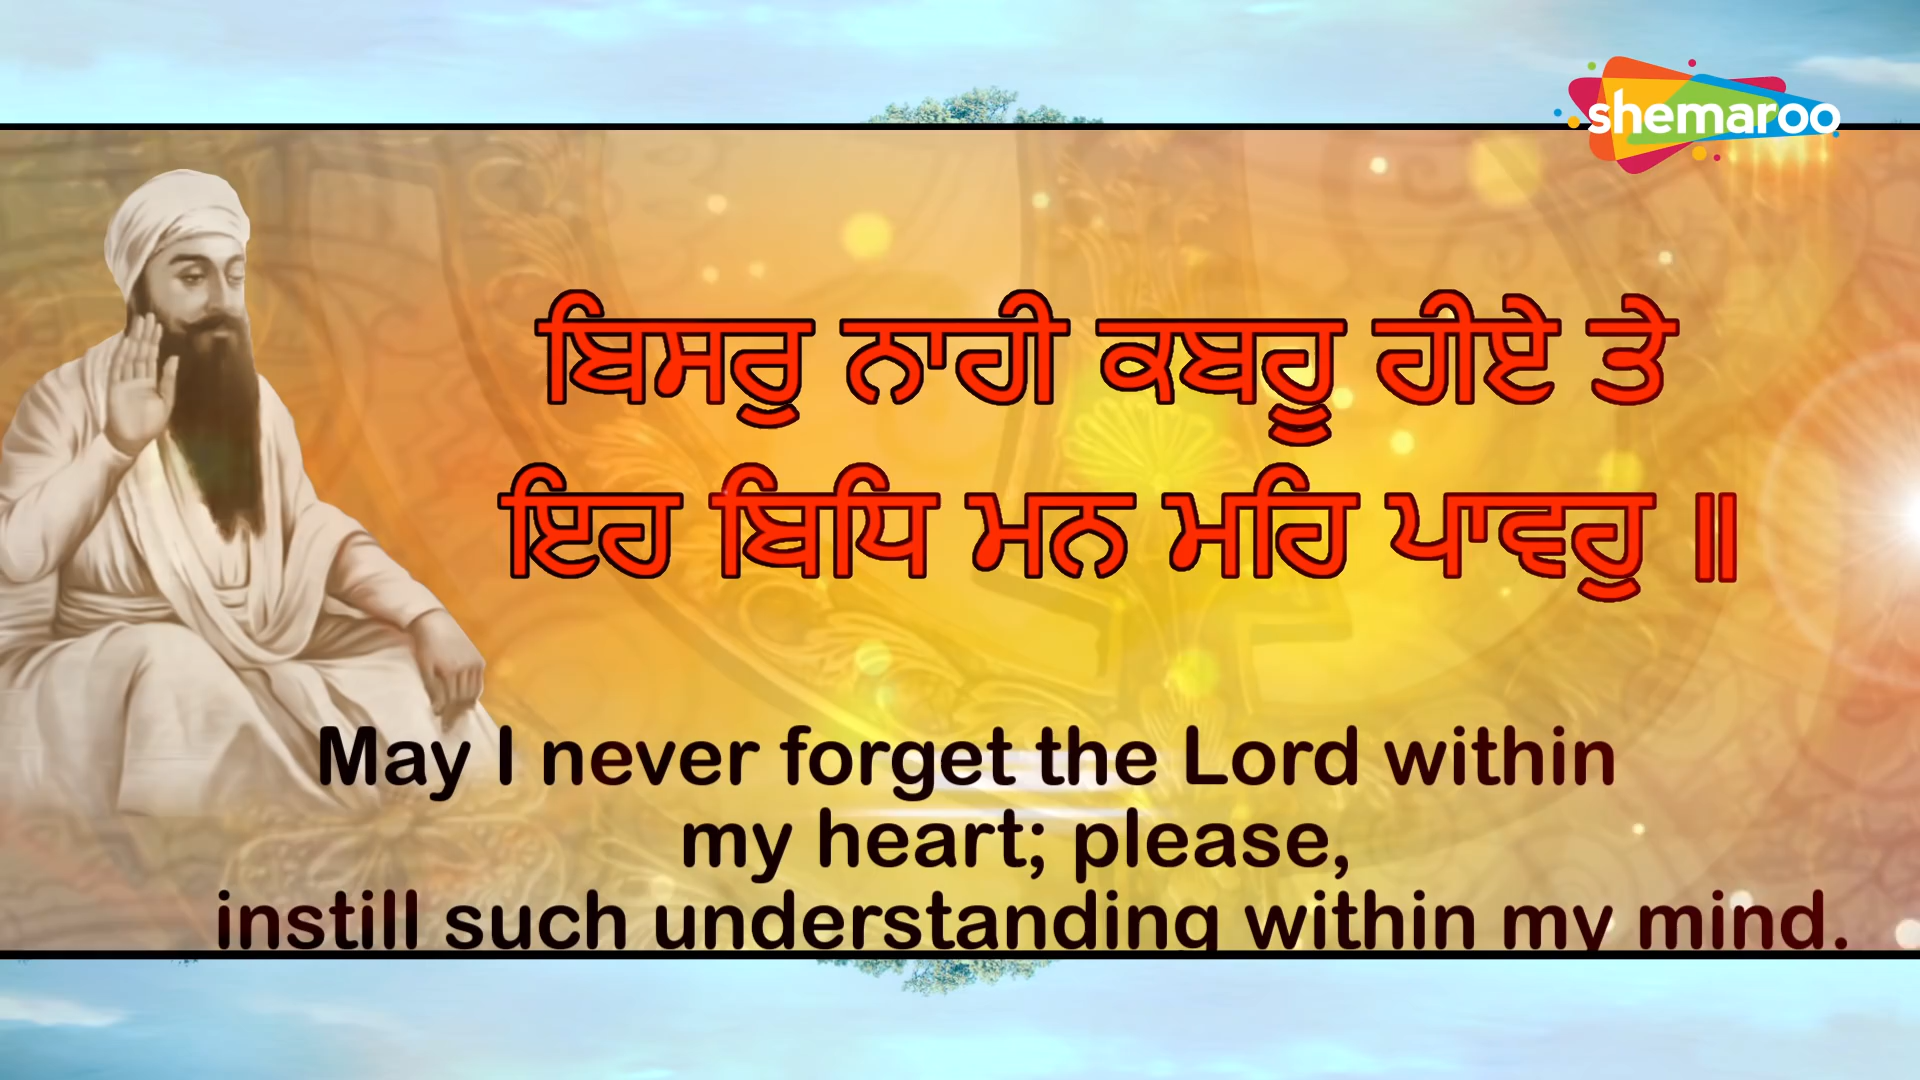 shemaroo
ਬਿਸਰੁ ਨਾਹੀ ਕਬਹੂ ਹੀਏ ਤੇ
ਇਹ ਬਿਧਿ ਮਨ ਮਹਿ ਪਾਵਹੁ ॥
May I never forget the Lord within
my heart; please,
instill such understanding within my mind.